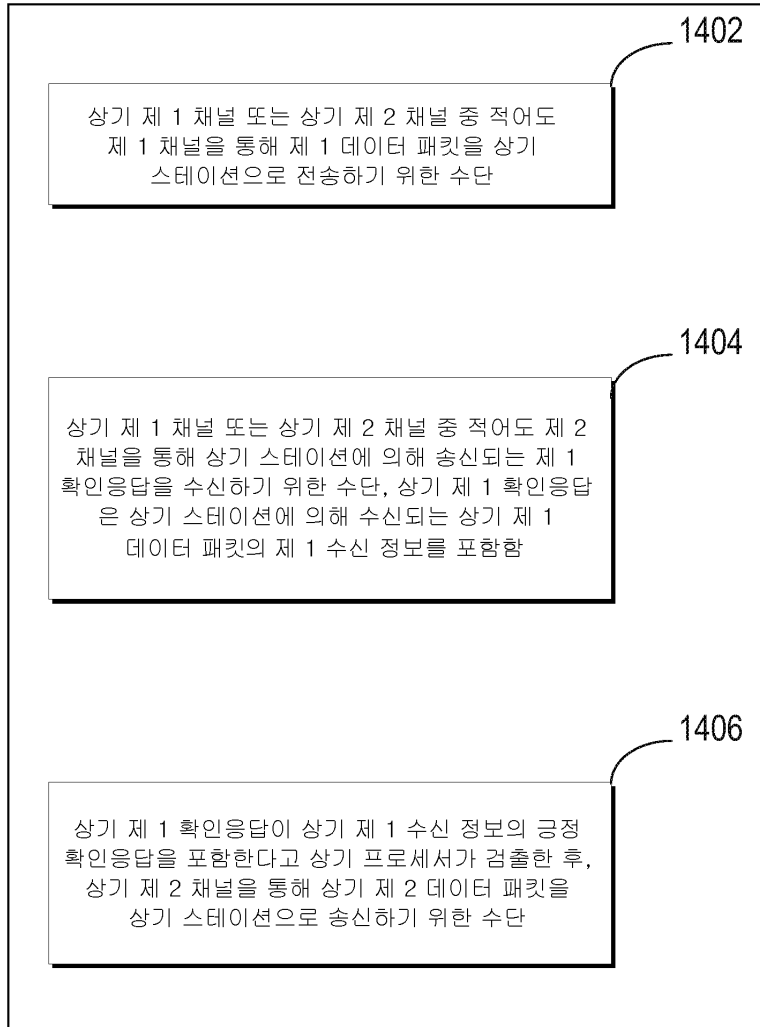 1402
상기 제 1 채널 또는 상기 제 2 채널 중 적어도
제 1 채널을 통해 제 1 데이터 패킷을 상기
스테이션으로 전송하기 위한 수단
1404
상기 제 1 채널 또는 상기 제 2 채널 중 적어도 제 2
채널을 통해 상기 스테이션에 의해 송신되는 제 1
확인응답을 수신하기 위한 수단, 상기 제 1 확인응답
은 상기 스테이션에 의해 수신되는 상기 제 1
데이터 패킷의 제 1 수신 정보를 포함함
1406
상기 제 1 확인응답이 상기 제 1 수신 정보의 긍정
확인응답을 포함한다고 상기 프로세서가 검출한 후,
상기 제 2 채널을 통해 상기 제 2 데이터 패킷을
상기 스테이션으로 송신하기 위한 수단